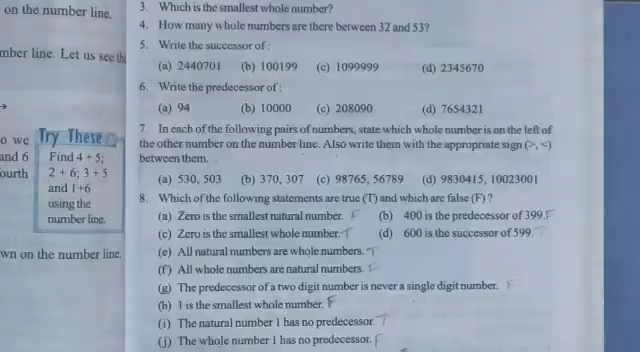 on the number line.
mber line. Let us see th
o we
and 6
ourth
Try These
Find 4 + 5;
2 + 6; 3 + 5
and 1+6
using the
number line.
wn on the number line.
3. Which is the smallest whole number?
4. How many whole numbers are there between 32 and 53?
5. Write the successor of :
(a) 2440701 (b) 100199 (c) 1099999 (d) 2345670
6. Write the predecessor of :
(a) 94 (b) 10000 (c) 208090 (d) 7654321
7. In each of the following pairs of numbers, state which whole number is on the left of
the other number on the number line. Also write them with the appropriate sign (>, <)
between them.
(a) 530, 503 (b) 370, 307 (c) 98765, 56789 (d) 9830415, 10023001
8. Which of the following statements are true (T) and which are false (F) ?
(a) Zero is the smallest natural number. F (b) 400 is the predecessor of 399. F
(c) Zero is the smallest whole number. T (d) 600 is the successor of 599. T
(e) All natural numbers are whole numbers. T
(f) All whole numbers are natural numbers. F
(g) The predecessor of a two digit number is never a single digit number. F
(h) 1 is the smallest whole number. F
(i) The natural number 1 has no predecessor. T
(j) The whole number 1 has no predecessor. F